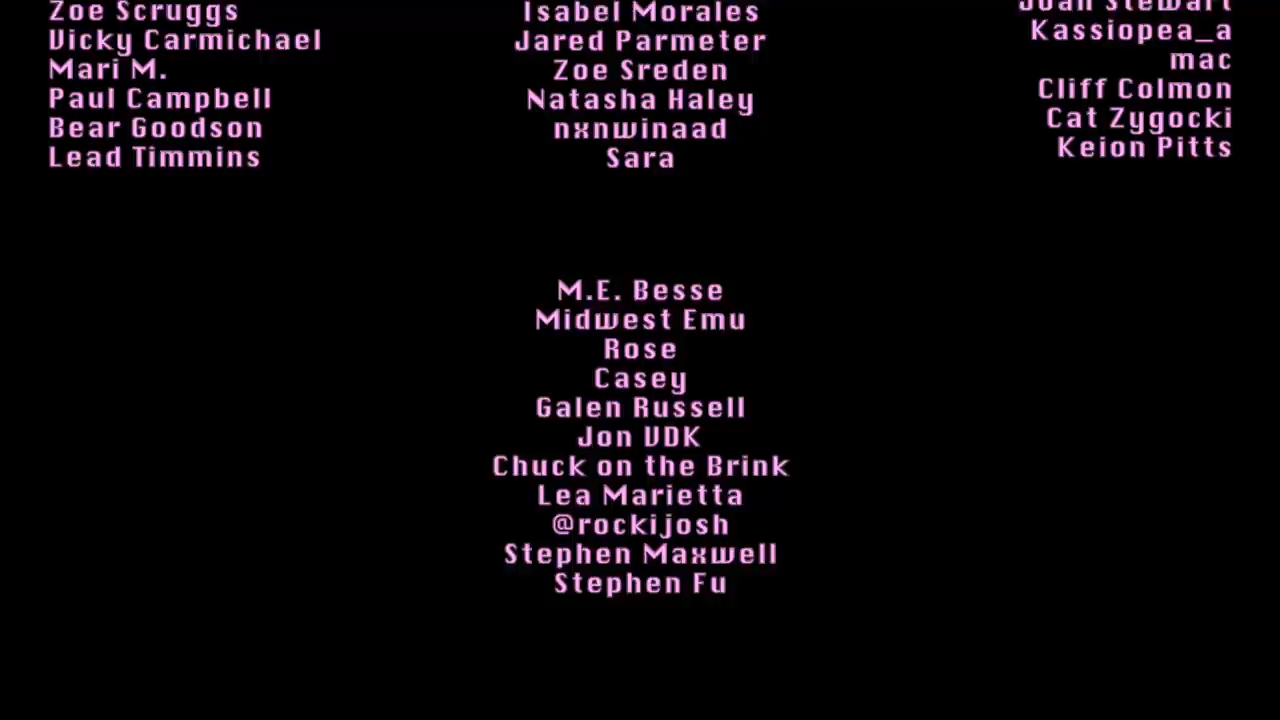 Zoe Scruggs
Vicky Carmichael
Mari M.
Paul Campbell
Bear Goodson
Lead Timmins
Isabel Morales
Jared Parmeter
Zoe Sreden
Natasha Haley
nxnwinaad
Sara
Joan Stewart
Kassiopea_a
mac
Cliff Colmon
Cat Zygocki
Keion Pitts
M.E. Besse
Midwest Emu
Rose
Casey
Galen Russell
Jon VDK
Chuck on the Brink
Lea Marietta
@rockijosh
Stephen Maxwell
Stephen Fu